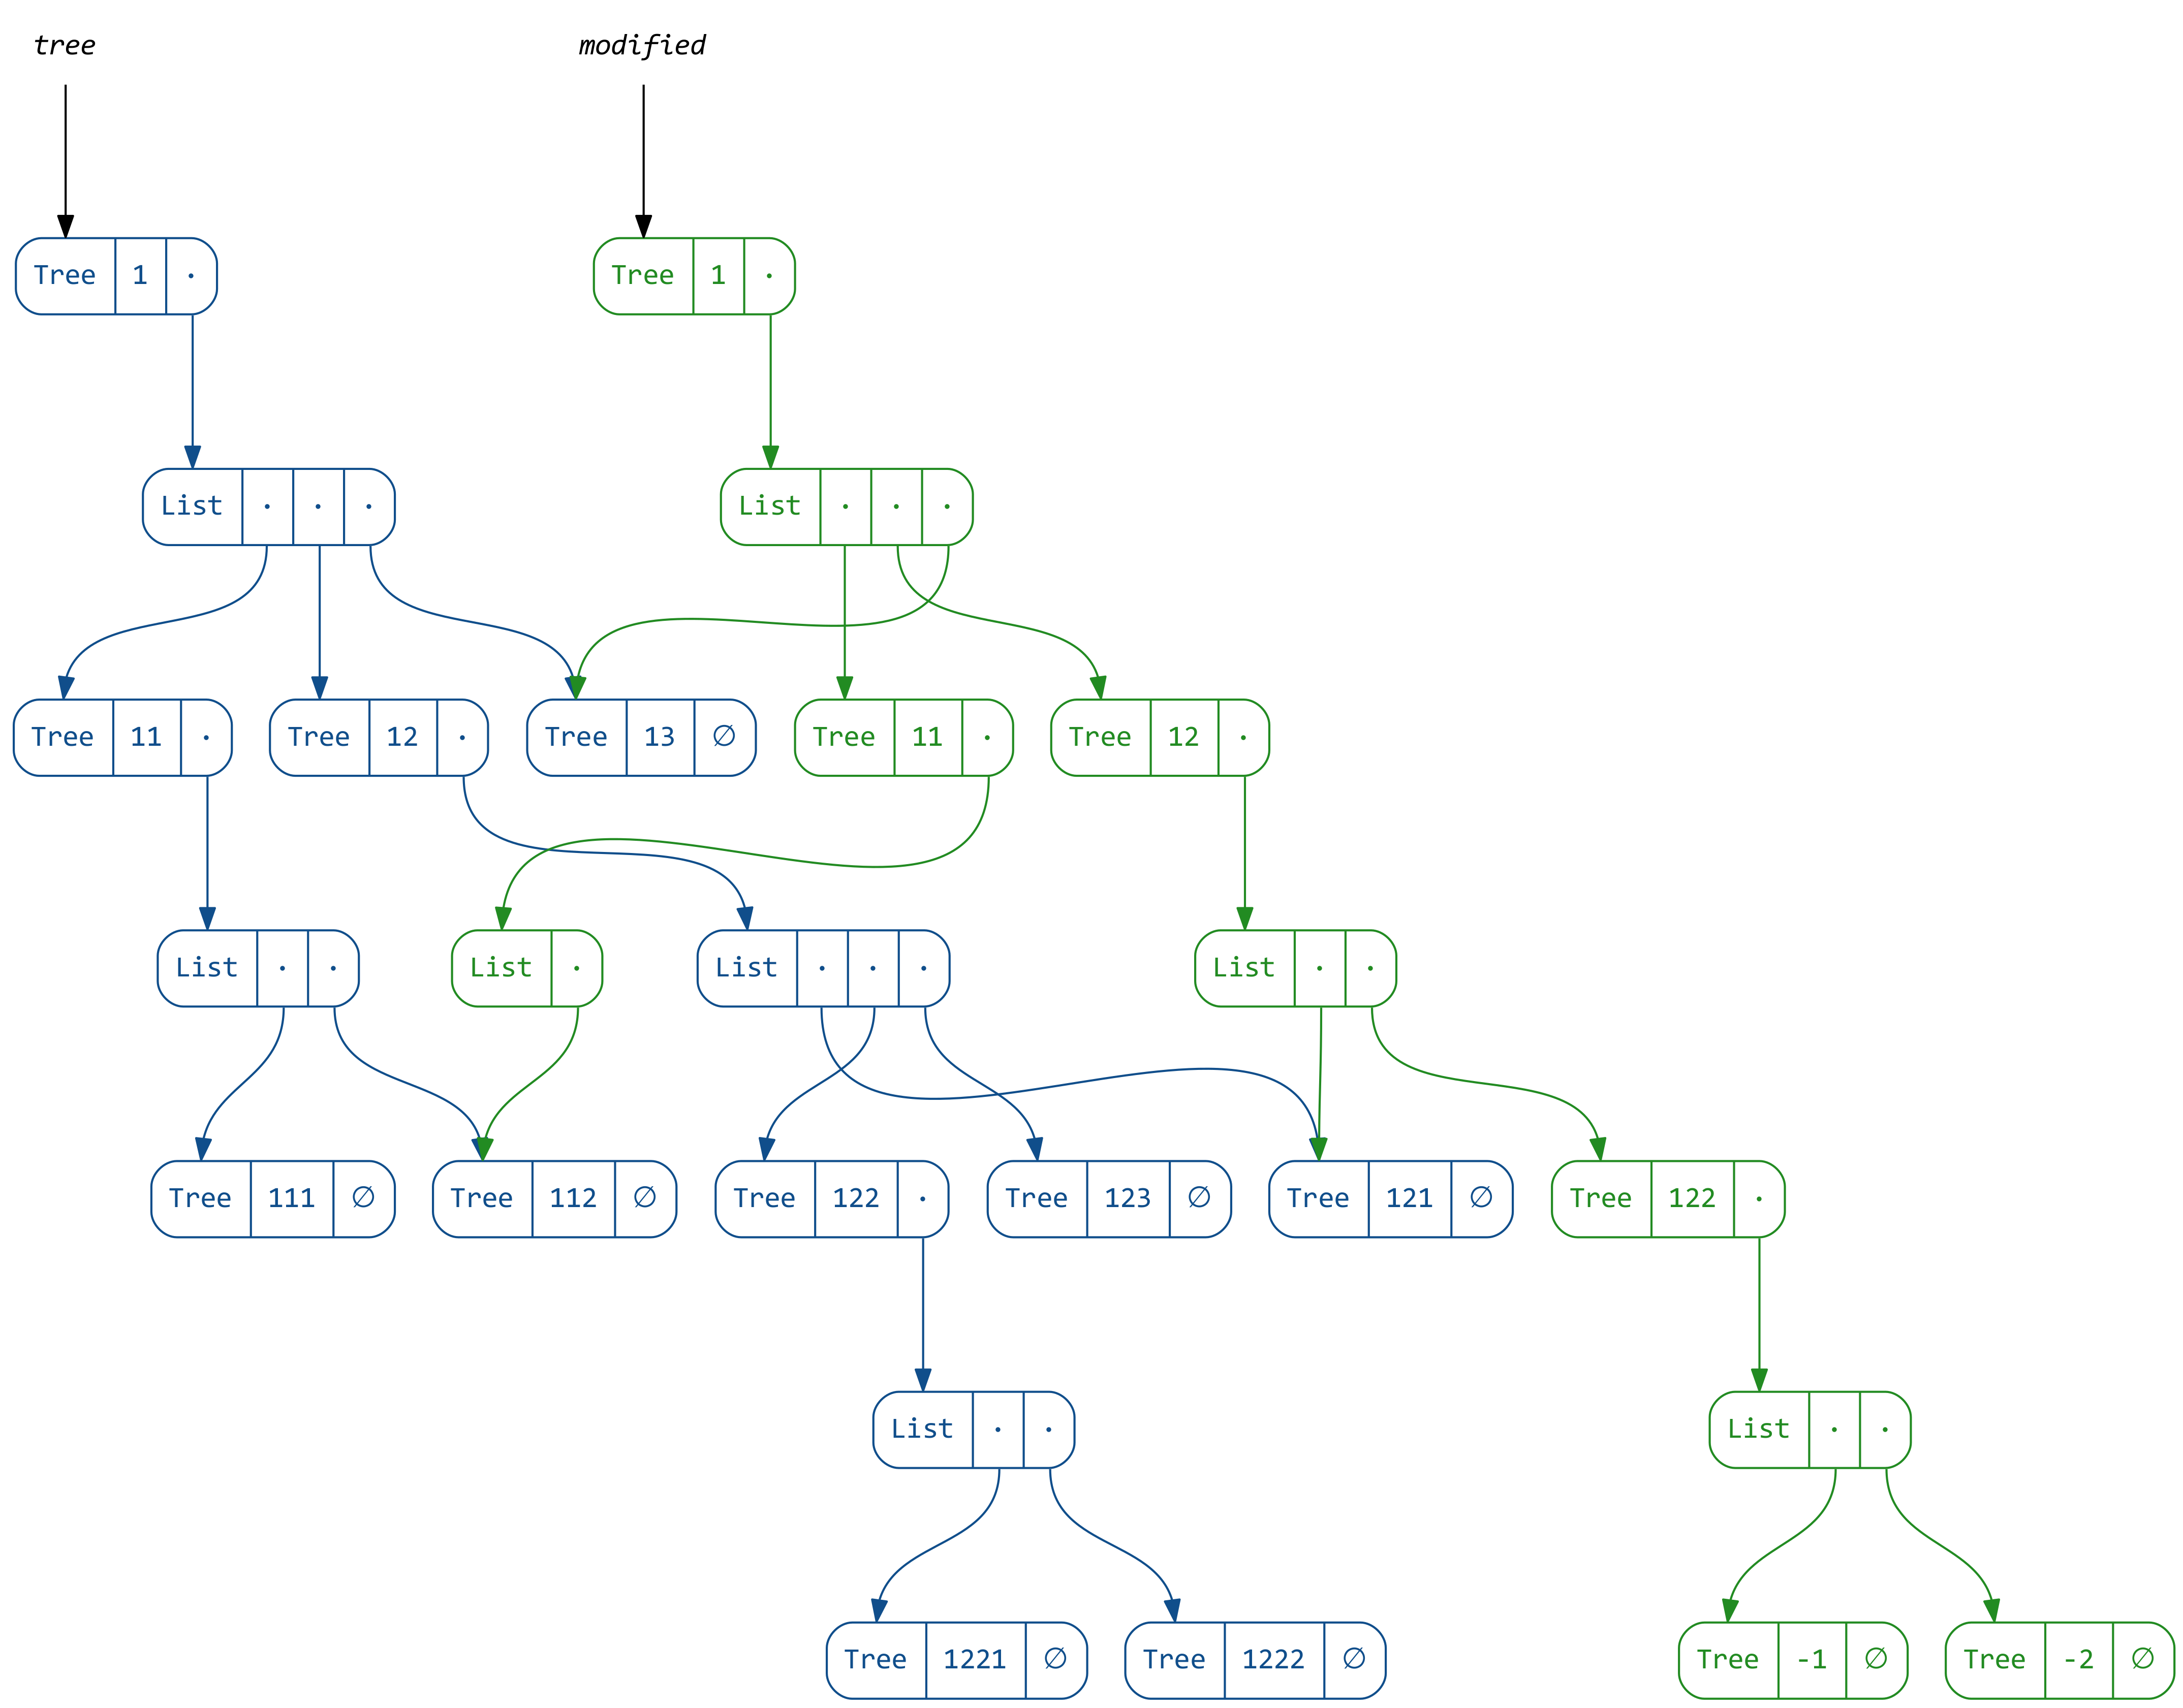 tree modified
Tree 1 · Tree 1 ·
List · · · List · · ·
Tree 11 · Tree 12 · Tree 13 ∅ Tree 11 · Tree 12 ·
List · · List · List · · · List · ·
Tree 111 ∅ Tree 112 ∅ Tree 122 · Tree 123 ∅ Tree 121 ∅ Tree 122 ·
List · · List · ·
Tree 1221 ∅ Tree 1222 ∅ Tree -1 ∅ Tree -2 ∅